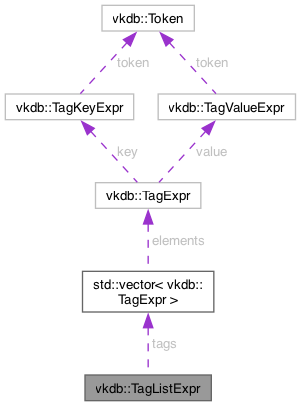 vkdb::Token
token
token
vkdb::TagKeyExpr
vkdb::TagValueExpr
key
value
vkdb::TagExpr
elements
std::vector< vkdb::
TagExpr >
tags
vkdb::TagListExpr